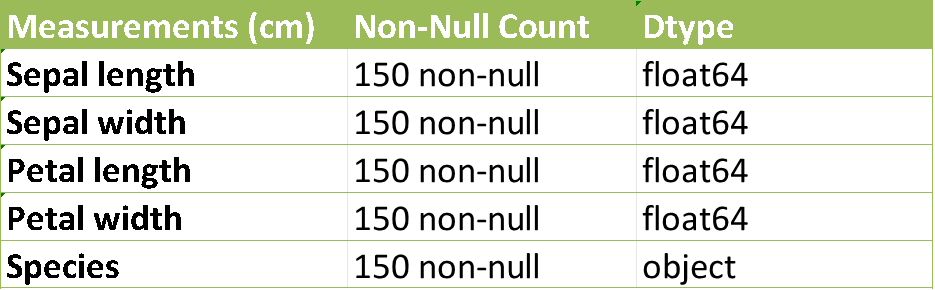 Measurements (cm) Non-Null Count Dtype
Sepal length 150 non-null float64
Sepal width 150 non-null float64
Petal length 150 non-null float64
Petal width 150 non-null float64
Species 150 non-null object